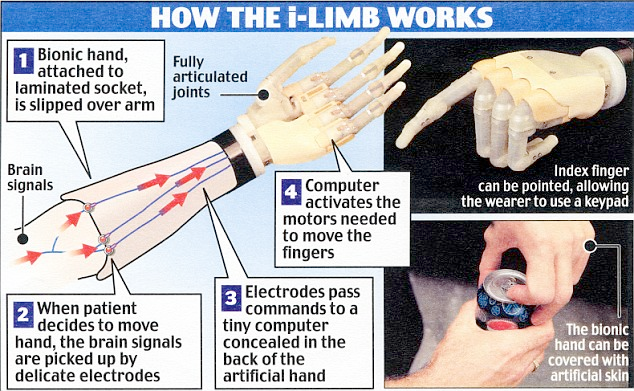 HOW THE i-LIMB WORKS
1 Bionic hand,
attached to
laminated socket,
is slipped over arm
Fully
articulated
joints
Brain
signals
2 When patient
decides to move
hand, the brain signals
are picked up by
delicate electrodes
3 Electrodes pass
commands to a
tiny computer
concealed in the
back of the
artificial hand
4 Computer
activates the
motors needed
to move the
fingers
Index finger
can be pointed, allowing
the wearer to use a keypad
The bionic
hand can be
covered with
artificial skin